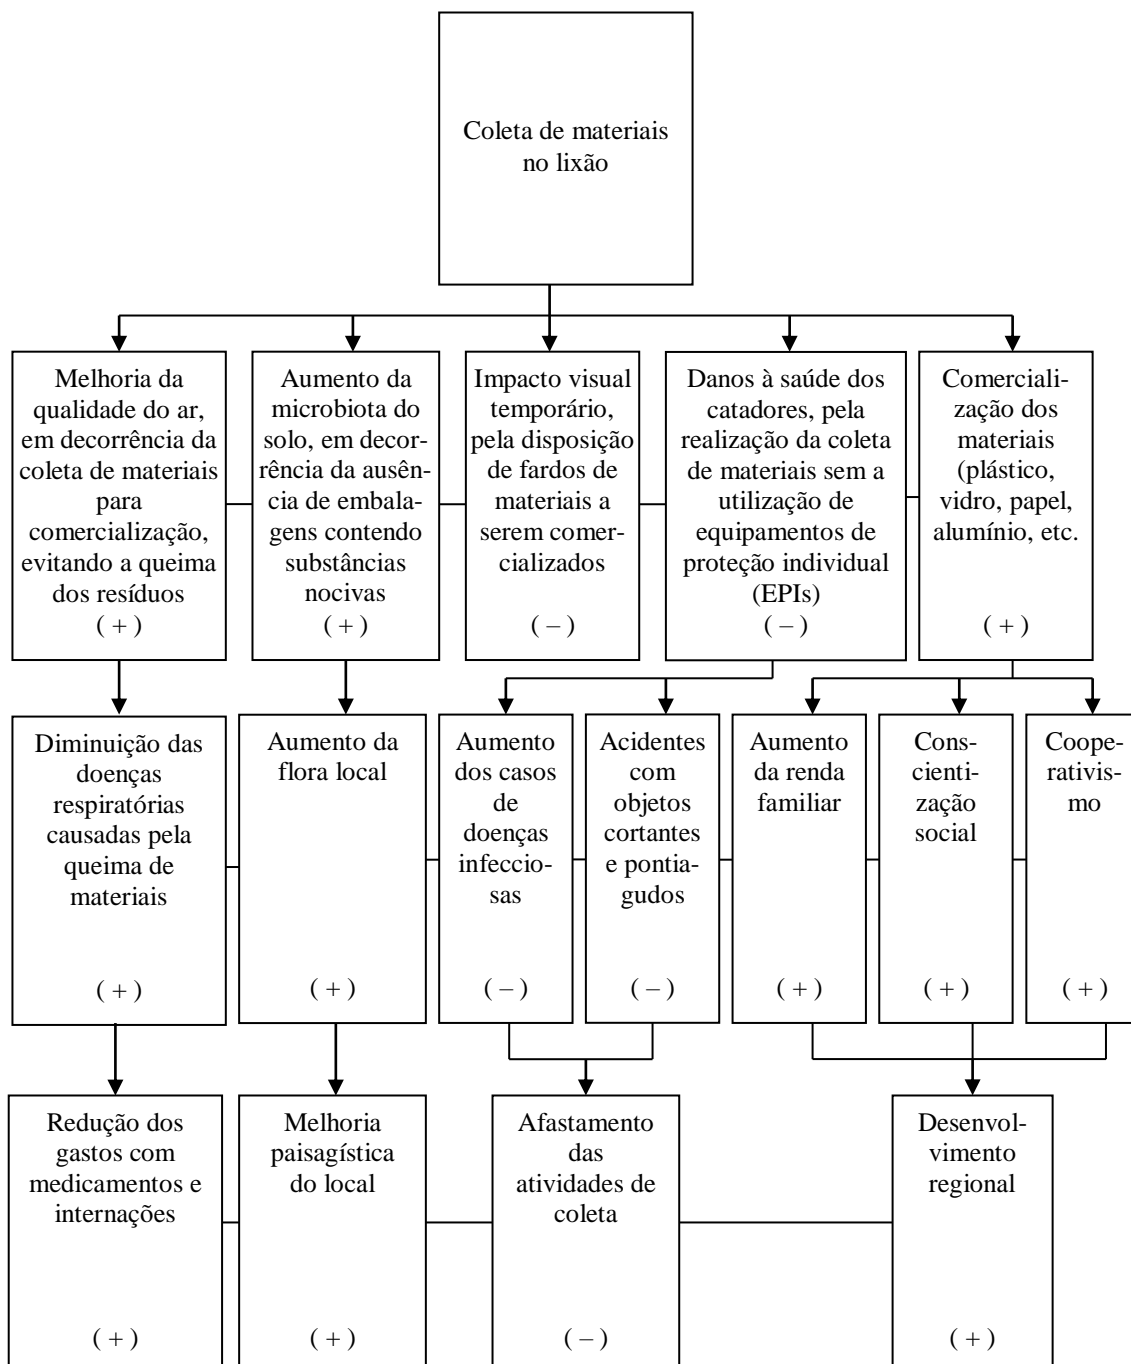 Coleta de materiais
no lixão
Melhoria da
qualidade do ar,
em decorrência da
coleta de materiais
para
comercialização,
evitando a queima
dos resíduos
( + )
Aumento da
microbiota do
solo, em decor-
rência da ausên-
cia de embala-
gens contendo
substâncias
nocivas
( + )
Impacto visual
temporário,
pela disposição
de fardos de
materiais a
serem comer-
cializados
( – )
Danos à saúde dos
catadores, pela
realização da coleta
de materiais sem a
utilização de
equipamentos de
proteção individual
(EPIs)
( – )
Comerciali-
zação dos
materiais
(plástico,
vidro, papel,
alumínio, etc.
( + )
Diminuição das
doenças
respiratórias
causadas pela
queima de
materiais
( + )
Aumento da
flora local
( + )
Aumento
dos casos
de
doenças
infeccio-
sas
( – )
Acidentes
com
objetos
cortantes
e pontia-
gudos
( – )
Aumento
da renda
familiar
( + )
Cons-
cienti-
zação
social
( + )
Coope-
rativis-
mo
( + )
Redução dos
gastos com
medicamentos e
internações
( + )
Melhoria
paisagística
do local
( + )
Afastamento
das
atividades de
coleta
( – )
Desenvol-
vimento
regional
( + )